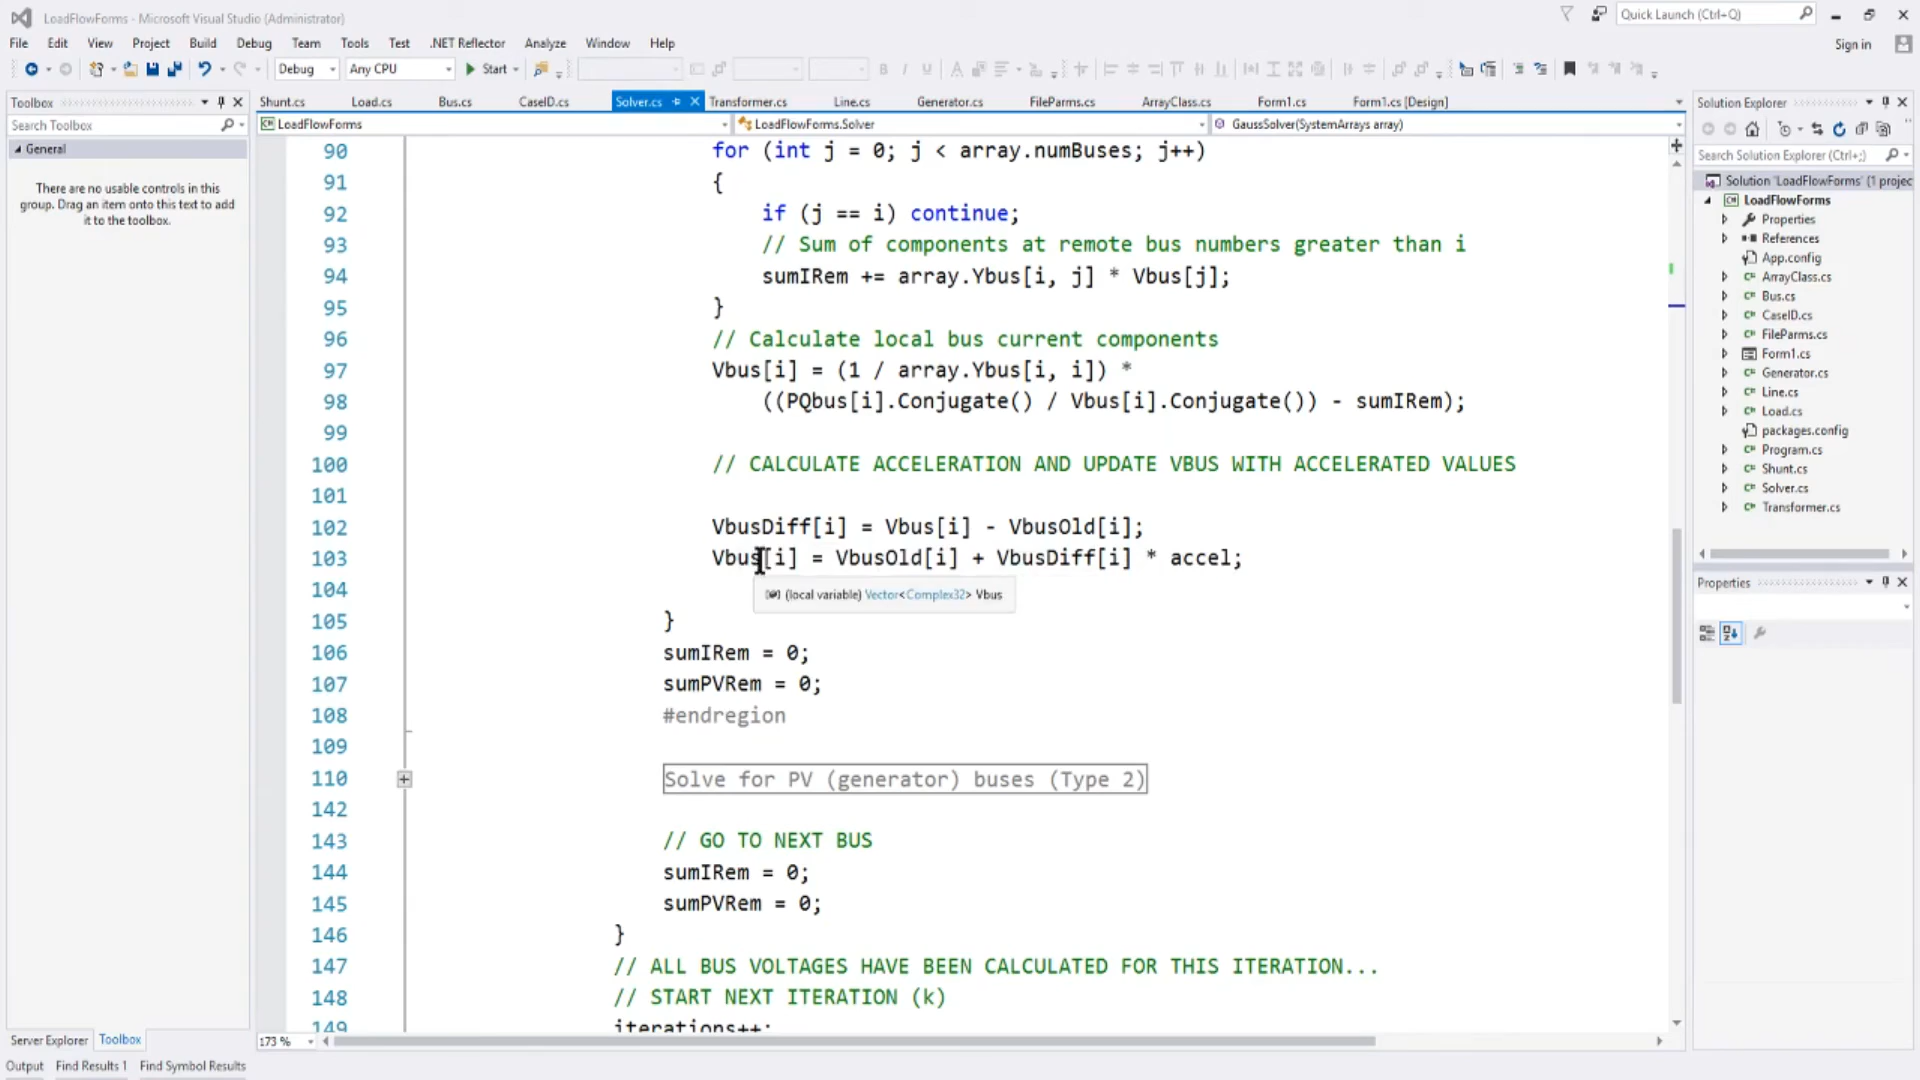 LoadFlowForms - Microsoft Visual Studio (Administrator)
Quick Launch (Ctrl+Q)
File Edit View Project Build Debug Team Tools Test .NET Reflector Analyze Window Help
Sign in
Debug Any CPU Start
Toolbox
Shunt.cs Load.cs Bus.cs CaseID.cs Solver.cs Transformer.cs Line.cs Generator.cs FileParms.cs ArrayClass.cs Form1.cs Form1.cs [Design]
Search Toolbox
LoadFlowForms LoadFlowForms.Solver GaussSolver(SystemArrays array)
General
There are no usable controls in this
group. Drag an item onto this text to add
it to the toolbox.
90 for (int j = 0; j < array.numBuses; j++)
91 {
92 if (j == i) continue;
93 // Sum of components at remote bus numbers greater than i
94 sumIRem += array.Ybus[i, j] * Vbus[j];
95 }
96 // Calculate local bus current components
97 Vbus[i] = (1 / array.Ybus[i, i]) *
98 ((PQbus[i].Conjugate() / Vbus[i].Conjugate()) - sumIRem);
99
100 // CALCULATE ACCELERATION AND UPDATE VBUS WITH ACCELERATED VALUES
101
102 VbusDiff[i] = Vbus[i] - VbusOld[i];
103 Vbus[i] = VbusOld[i] + VbusDiff[i] * accel;
104
(local variable) Vector<Complex32> Vbus
105 }
106 sumIRem = 0;
107 sumPVRem = 0;
108 #endregion
109
110 Solve for PV (generator) buses (Type 2)
142
143 // GO TO NEXT BUS
144 sumIRem = 0;
145 sumPVRem = 0;
146 }
147 // ALL BUS VOLTAGES HAVE BEEN CALCULATED FOR THIS ITERATION...
148 // START NEXT ITERATION (k)
149 iterations++;
173 %
Solution Explorer
Search Solution Explorer (Ctrl+;)
Solution 'LoadFlowForms' (1 projec
LoadFlowForms
Properties
References
App.config
ArrayClass.cs
Bus.cs
CaseID.cs
FileParms.cs
Form1.cs
Generator.cs
Line.cs
Load.cs
packages.config
Program.cs
Shunt.cs
Solver.cs
Transformer.cs
Properties
Server Explorer Toolbox
Output Find Results 1 Find Symbol Results